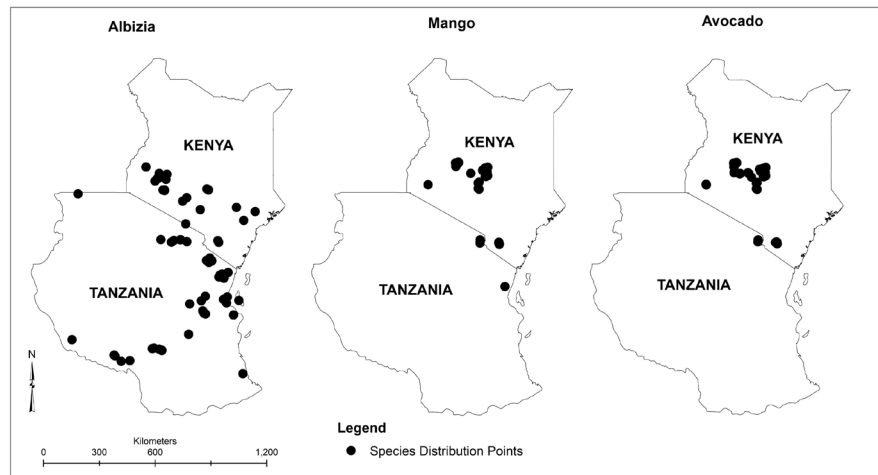 Albizia
Mango
Avocado
KENYA
KENYA
KENYA
TANZANIA
TANZANIA
TANZANIA
N
Kilometers
0 300 600 900 1,200
Legend
Species Distribution Points